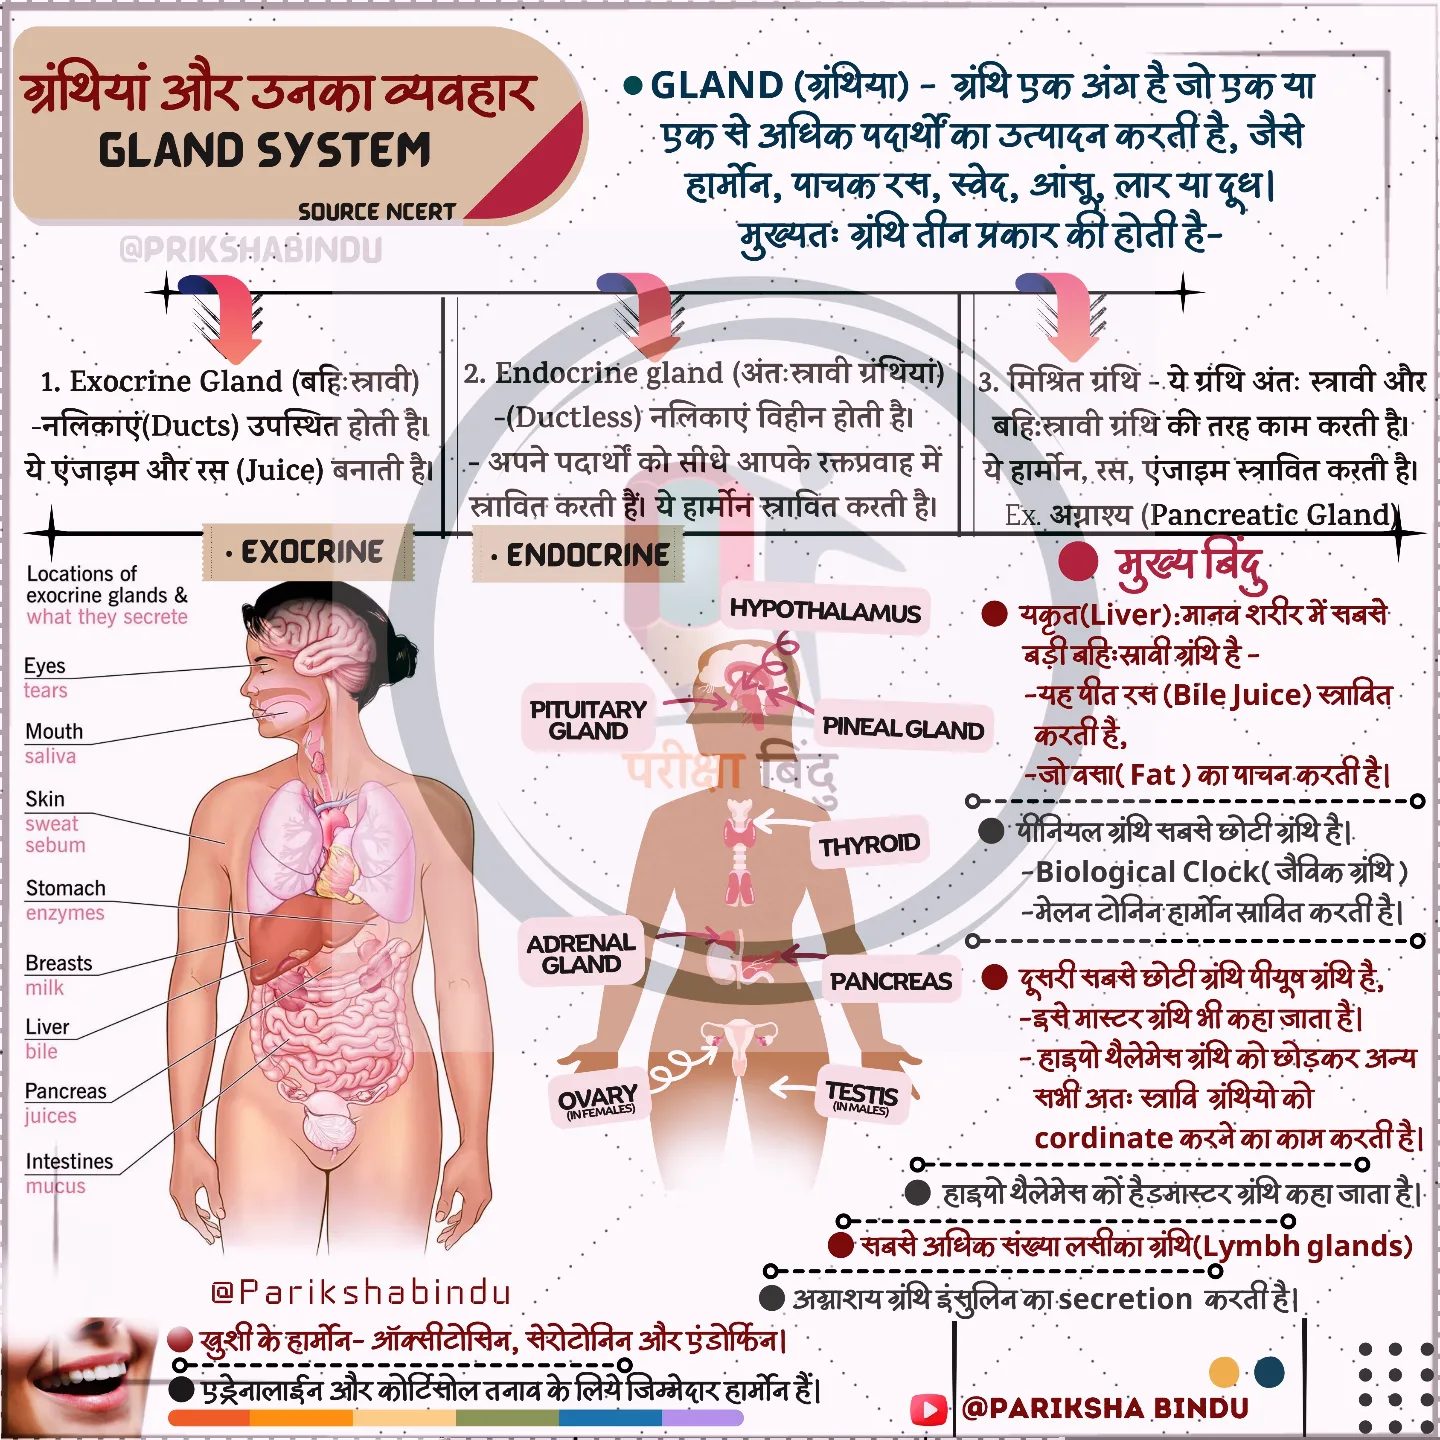 ग्रंथियां और उनका व्यवहार
GLAND SYSTEM
SOURCE NCERT
@PRIKSHABINDU
GLAND (ग्रंथिया) - ग्रंथि एक अंग है जो एक या
एक से अधिक पदार्थों का उत्पादन करती है, जैसे
हार्मोन, पाचक रस, स्वेद, आंसु, लार या दूध।
मुख्यतः ग्रंथि तीन प्रकार की होती है-
1. Exocrine Gland (बहिःस्त्रावी)
-नलिकाएं(Ducts) उपस्थित होती है।
ये एंजाइम और रस (Juice) बनाती है।
2. Endocrine gland (अंतःस्त्रावी ग्रंथियां)
-(Ductless) नलिकाएं विहीन होती है।
- अपने पदार्थों को सीधे आपके रक्तप्रवाह में
स्त्रावित करती हैं। ये हार्मोन स्त्रावित करती है।
3. मिश्रित ग्रंथि - ये ग्रंथि अंतः स्त्रावी और
बहि:स्त्रावी ग्रंथि की तरह काम करती है।
ये हार्मोन, रस, एंजाइम स्त्रावित करती है।
Ex. अग्नाश्य (Pancreatic Gland)
• EXOCRINE
Locations of
exocrine glands &
what they secrete
Eyes
tears
Mouth
saliva
Skin
sweat
sebum
Stomach
enzymes
Breasts
milk
Liver
bile
Pancreas
juices
Intestines
mucus
@Parikshabindu
• ENDOCRINE
HYPOTHALAMUS
PITUITARY
GLAND
PINEAL GLAND
परीक्षा बिंदु
THYROID
ADRENAL
GLAND
PANCREAS
OVARY
(IN FEMALES)
TESTIS
(IN MALES)
मुख्य बिंदु
यकृत(Liver):मानव शरीर में सबसे
बड़ी बहिःस्रावी ग्रंथि है -
-यह पीत रस (Bile Juice) स्त्रावित
करती है,
-जो वसा( Fat ) का पाचन करती है।
पीनियल ग्रंथि सबसे छोटी ग्रंथि है।
-Biological Clock( जैविक ग्रंथि )
-मेलन टोनिन हार्मोन स्रावित करती है।
दूसरी सबसे छोटी ग्रंथि पीयूष ग्रंथि है,
-इसे मास्टर ग्रंथि भी कहा जाता है।
- हाइपो थैलेमेस ग्रंथि को छोड़कर अन्य
सभी अतः स्त्रावि ग्रंथियो को
cordinate करने का काम करती है।
हाइपो थैलेमेस कों हैडमास्टर ग्रंथि कहा जाता है।
सबसे अधिक संख्या लसीका ग्रंथि(Lymbh glands)
अग्नाशय ग्रंथि इंसुलिन का secretion करती है।
खुशी के हार्मोन- ऑक्सीटोसिन, सेरोटोनिन और एंडोर्फिन।
एड्रेनालाईन और कोर्टिसोल तनाव के लिये जिम्मेदार हार्मोन हैं।
@PARIKSHA BINDU